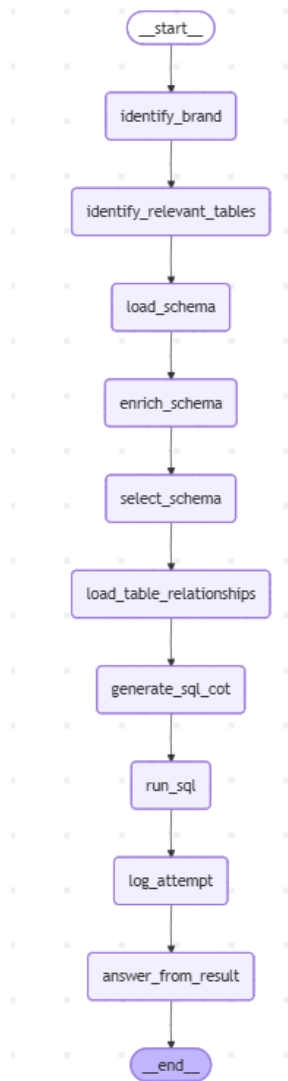 __start__
identify_brand
identify_relevant_tables
load_schema
enrich_schema
select_schema
load_table_relationships
generate_sql_cot
run_sql
log_attempt
answer_from_result
__end__